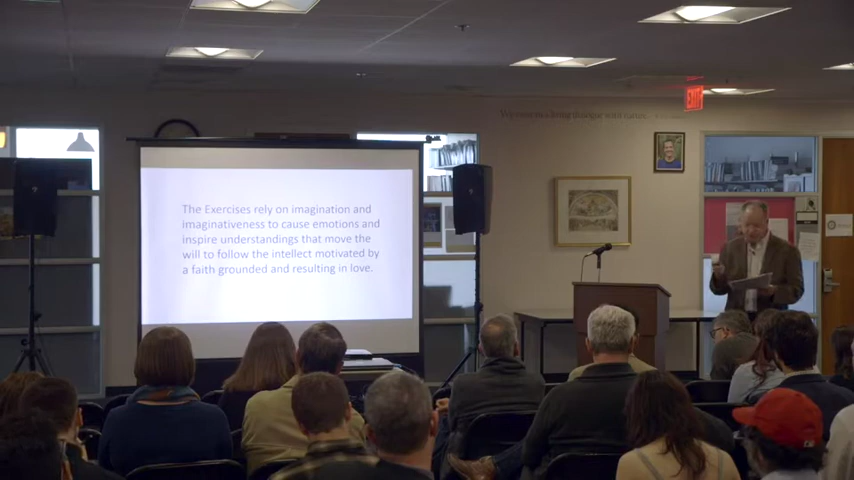 The Exercises rely on imagination and
imaginativeness to cause emotions and
inspire understandings that move the
will to follow the intellect motivated by
a faith grounded and resulting in love.
EXIT